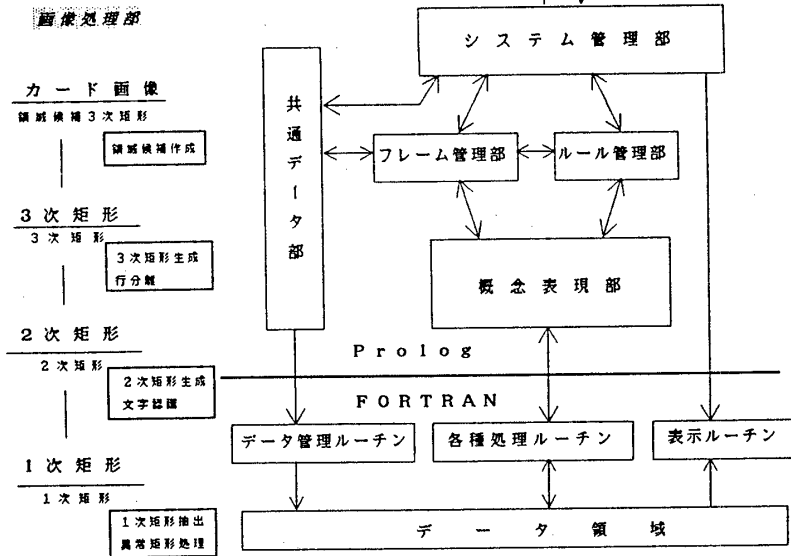 画像処理部
カード画像
領域候補3次矩形
領域候補作成
3次矩形
3次矩形
3次矩形生成
行分離
2次矩形
2次矩形
2次矩形生成
文字認識
1次矩形
1次矩形
1次矩形抽出
異常矩形処理
システム管理部
共通データ部
フレーム管理部
ルール管理部
概念表現部
Prolog
FORTRAN
データ管理ルーチン
各種処理ルーチン
表示ルーチン
データ領域